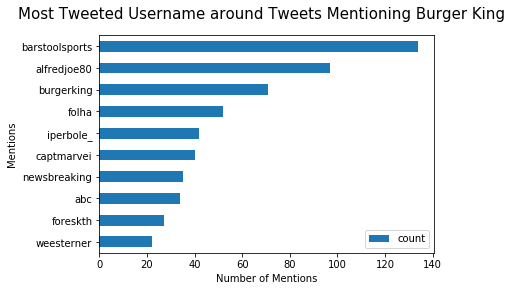 Most Tweeted Username around Tweets Mentioning Burger King
Mentions
barstoolsports
alfredjoe80
burgerking
folha
iperbole_
captmarvei
newsbreaking
abc
foreskth
weesterner
count
0 20 40 60 80 100 120 140
Number of Mentions